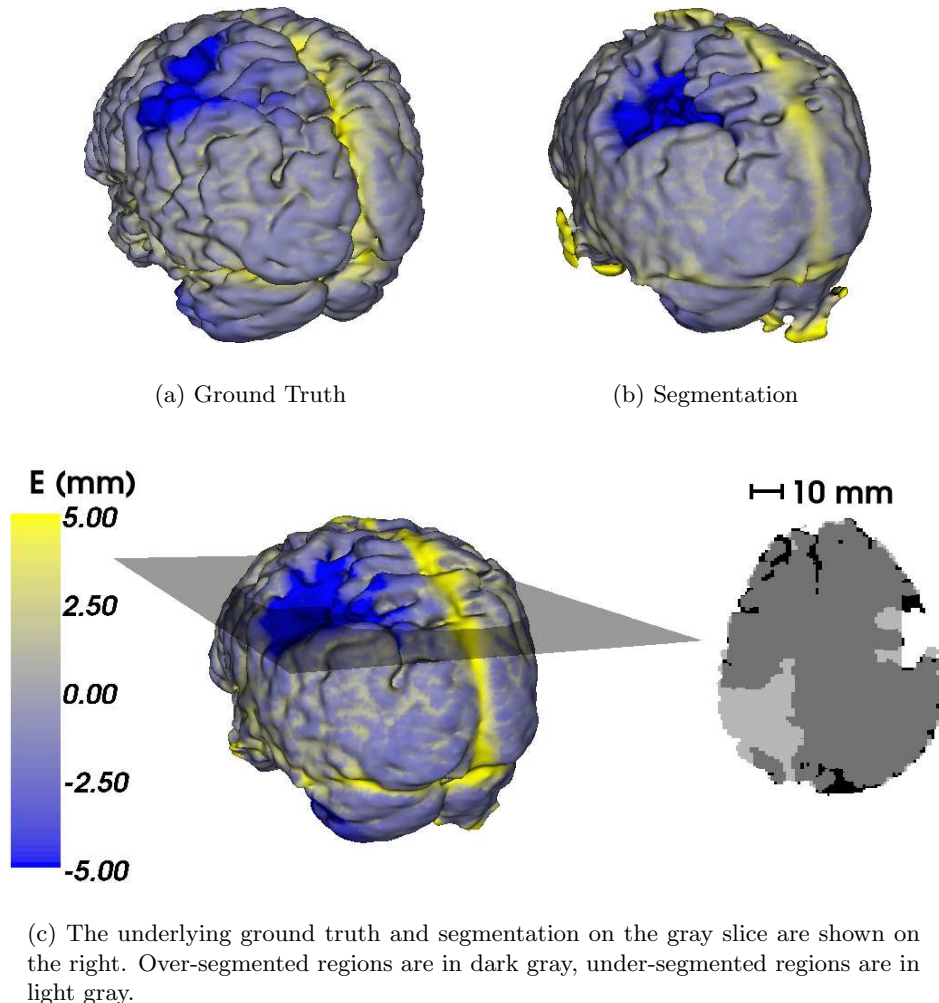 (a) Ground Truth
(b) Segmentation
E (mm)
5.00
2.50
0.00
-2.50
-5.00
10 mm
(c) The underlying ground truth and segmentation on the gray slice are shown on
the right. Over-segmented regions are in dark gray, under-segmented regions are in
light gray.